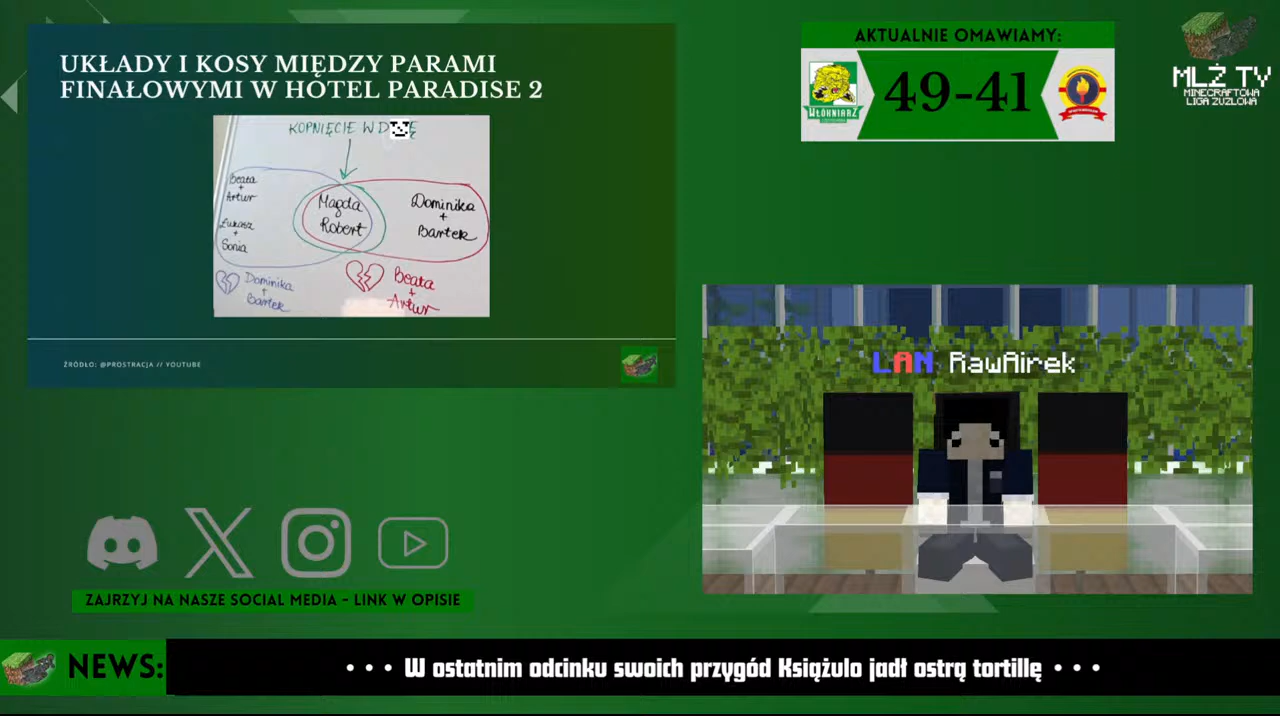 UKŁADY I KOSY MIĘDZY PARAMI
FINAŁOWYMI W HOTEL PARADISE 2
KOPNIĘCIE W D
Beata
+
Artur
Łukasz
+
Sonia
Magda
Robert
Dominika
+
Bartek
Dominika
+
Bartek
Beata
+
Artur
ŹRÓDŁO: @PROSTRACJA // YOUTUBE
AKTUALNIE OMAWIAMY:
WŁÓKNIARZ
49-41
MLŻ TV
MINECRAFTOWA
LIGA ŻUŻLOWA
LAN RawAirek
ZAJRZYJ NA NASZE SOCIAL MEDIA - LINK W OPISIE
NEWS:
• • • W ostatnim odcinku swoich przygód Książulo jadł ostrą tortillę • • •